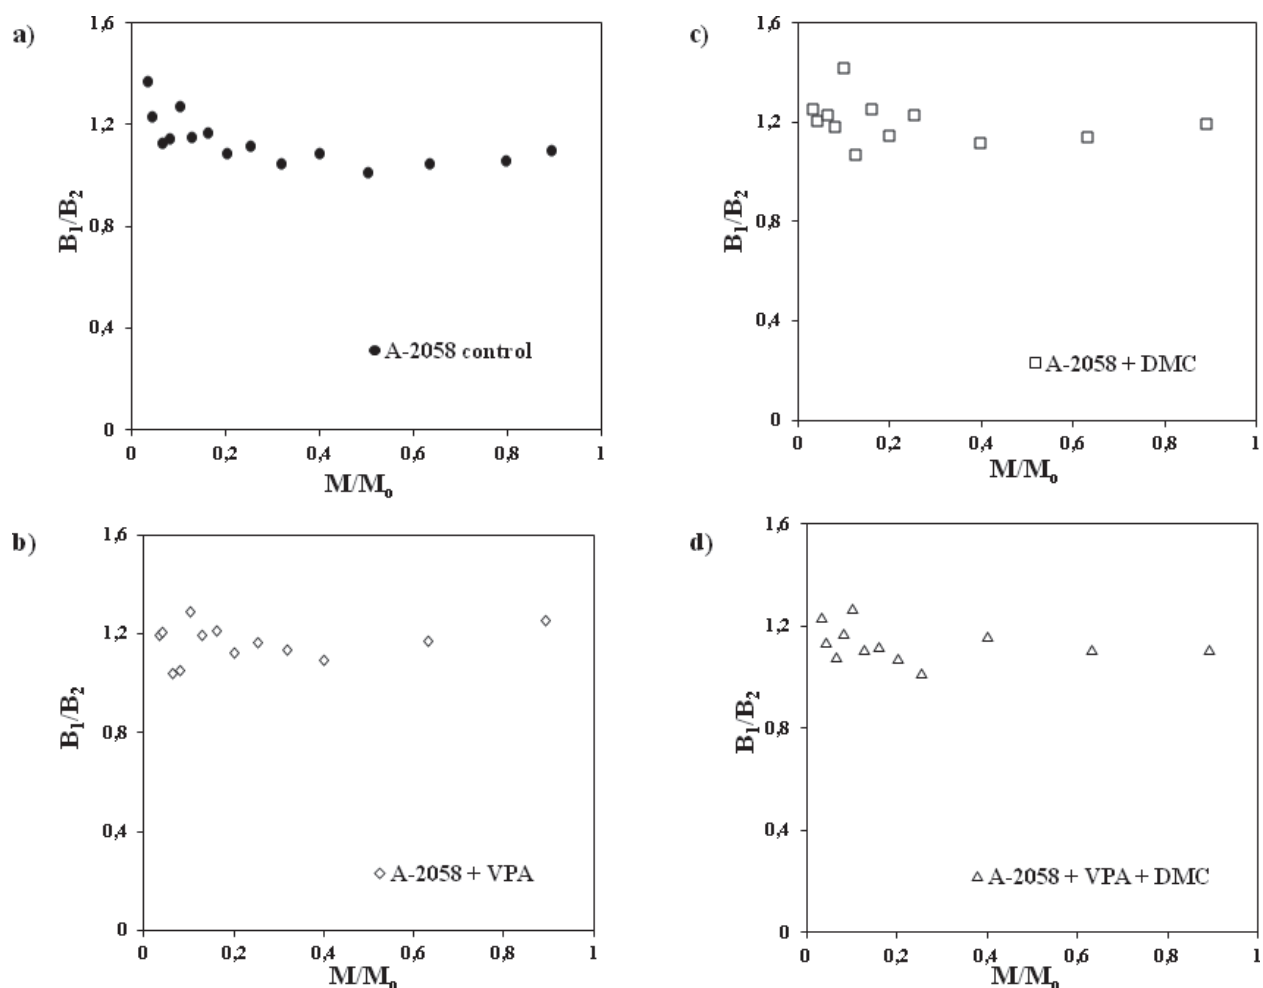 a)
1,6
1,2
0,8
0,4
0
B1/B2
A-2058 control
0 0,2 0,4 0,6 0,8 1
M/Mo
c)
1,6
1,2
0,8
0,4
0
B1/B2
A-2058 + DMC
0 0,2 0,4 0,6 0,8 1
M/Mo
b)
1,6
1,2
0,8
0,4
0
B1/B2
A-2058 + VPA
0 0,2 0,4 0,6 0,8 1
M/Mo
d)
1,6
1,2
0,8
0,4
0
B1/B2
A-2058 + VPA + DMC
0 0,2 0,4 0,6 0,8 1
M/Mo